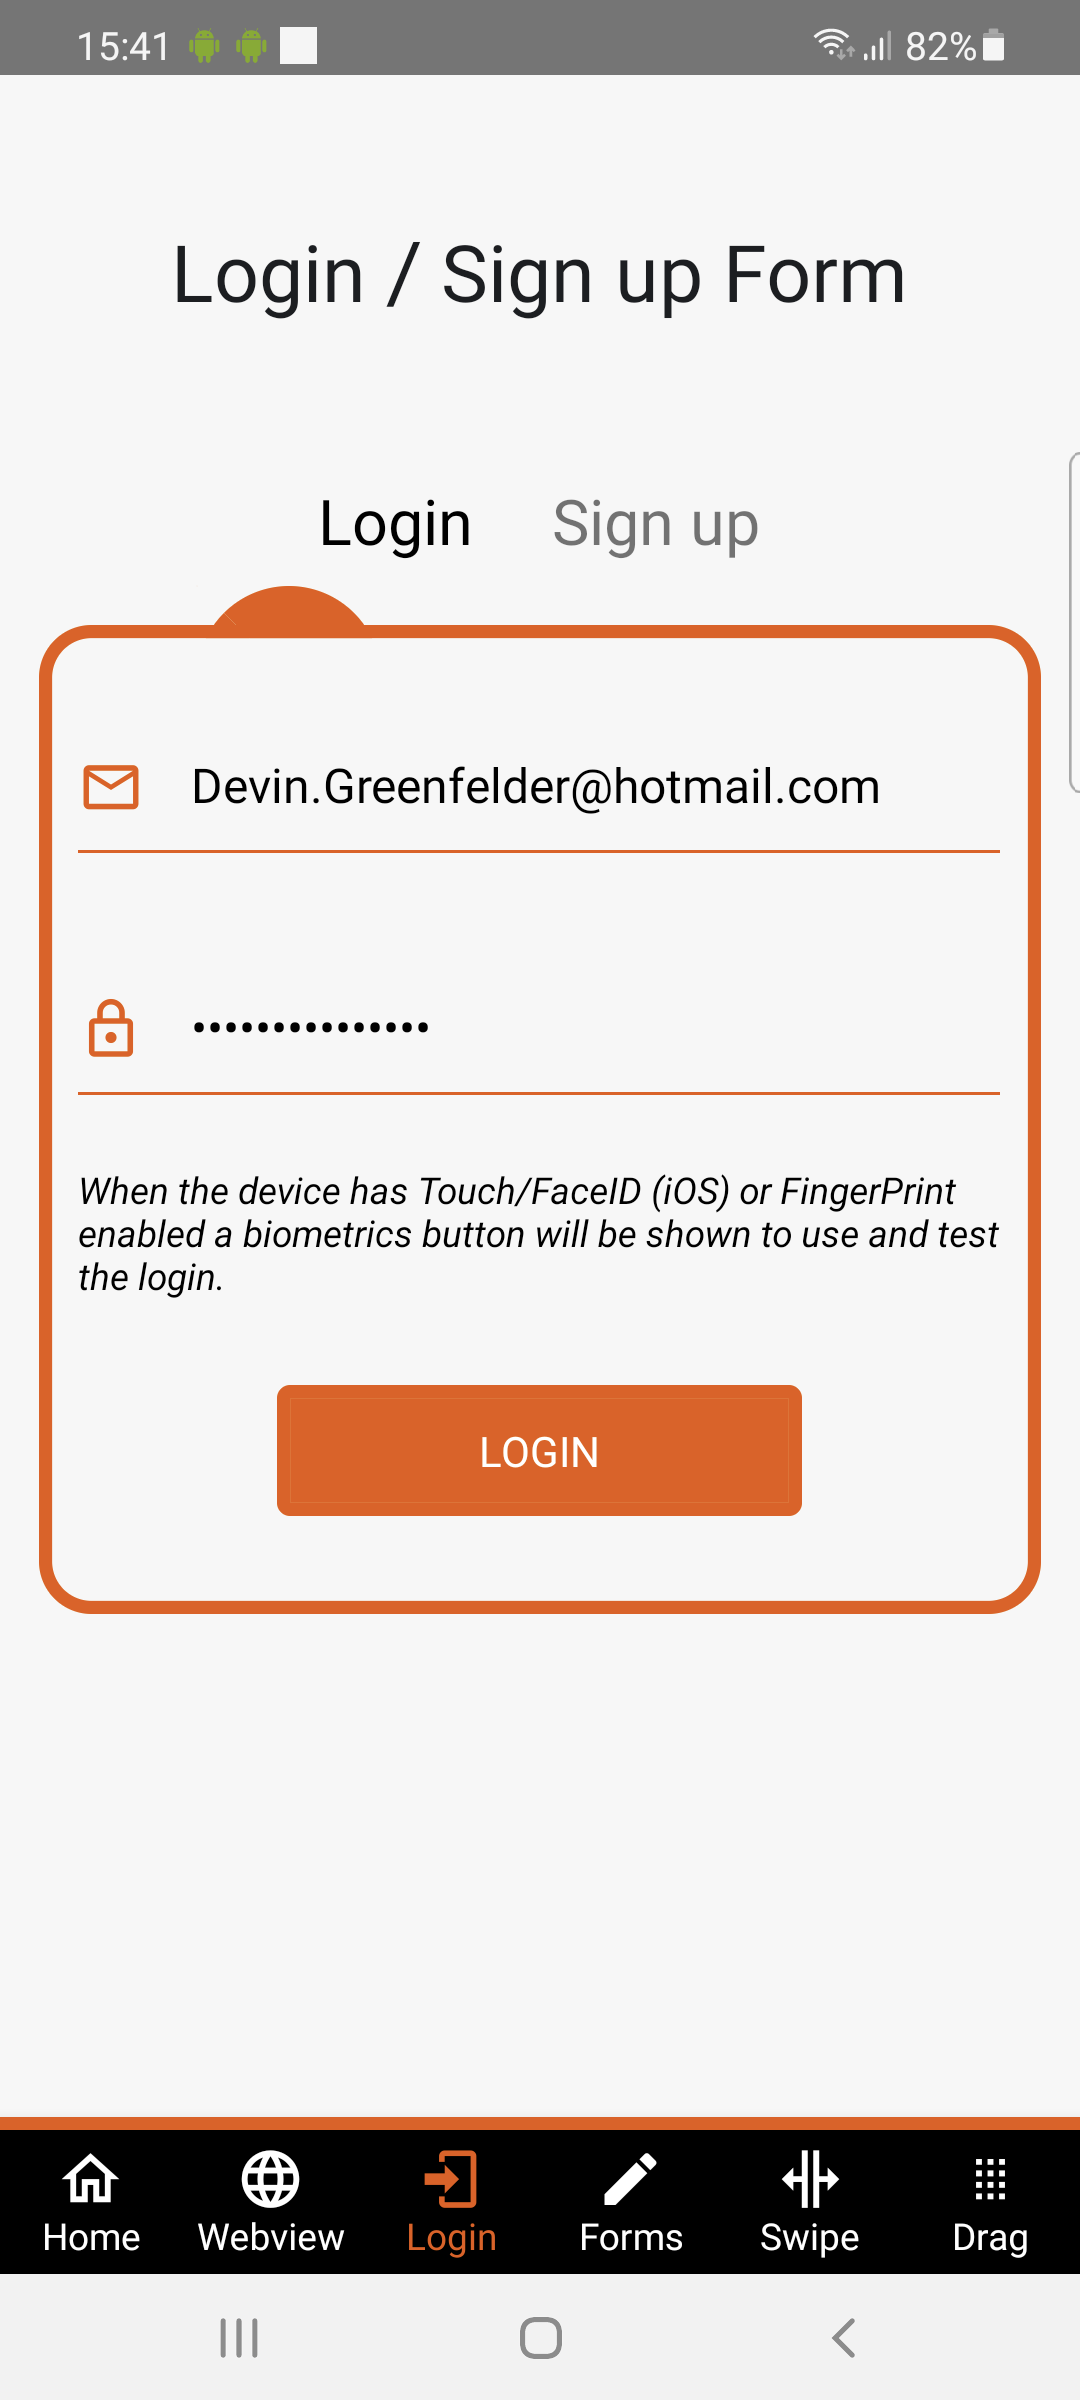 15:41
82%
Login / Sign up Form
Login
Sign up
Devin.Greenfelder@hotmail.com
•••••••••••••••
When the device has Touch/FaceID (iOS) or FingerPrint
enabled a biometrics button will be shown to use and test
the login.
LOGIN
Home
Webview
Login
Forms
Swipe
Drag